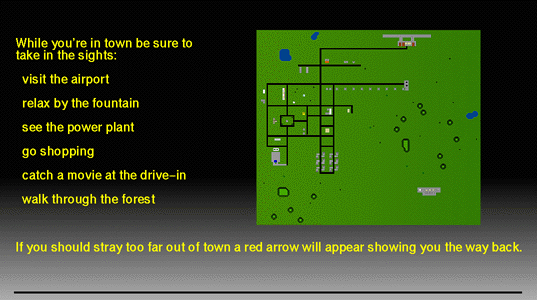 While you're in town be sure to
take in the sights:
visit the airport
relax by the fountain
see the power plant
go shopping
catch a movie at the drive-in
walk through the forest
If you should stray too far out of town a red arrow will appear showing you the way back.